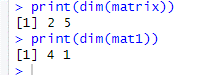 > print(dim(matrix))
[1] 2 5
> print(dim(mat1))
[1] 4 1
>